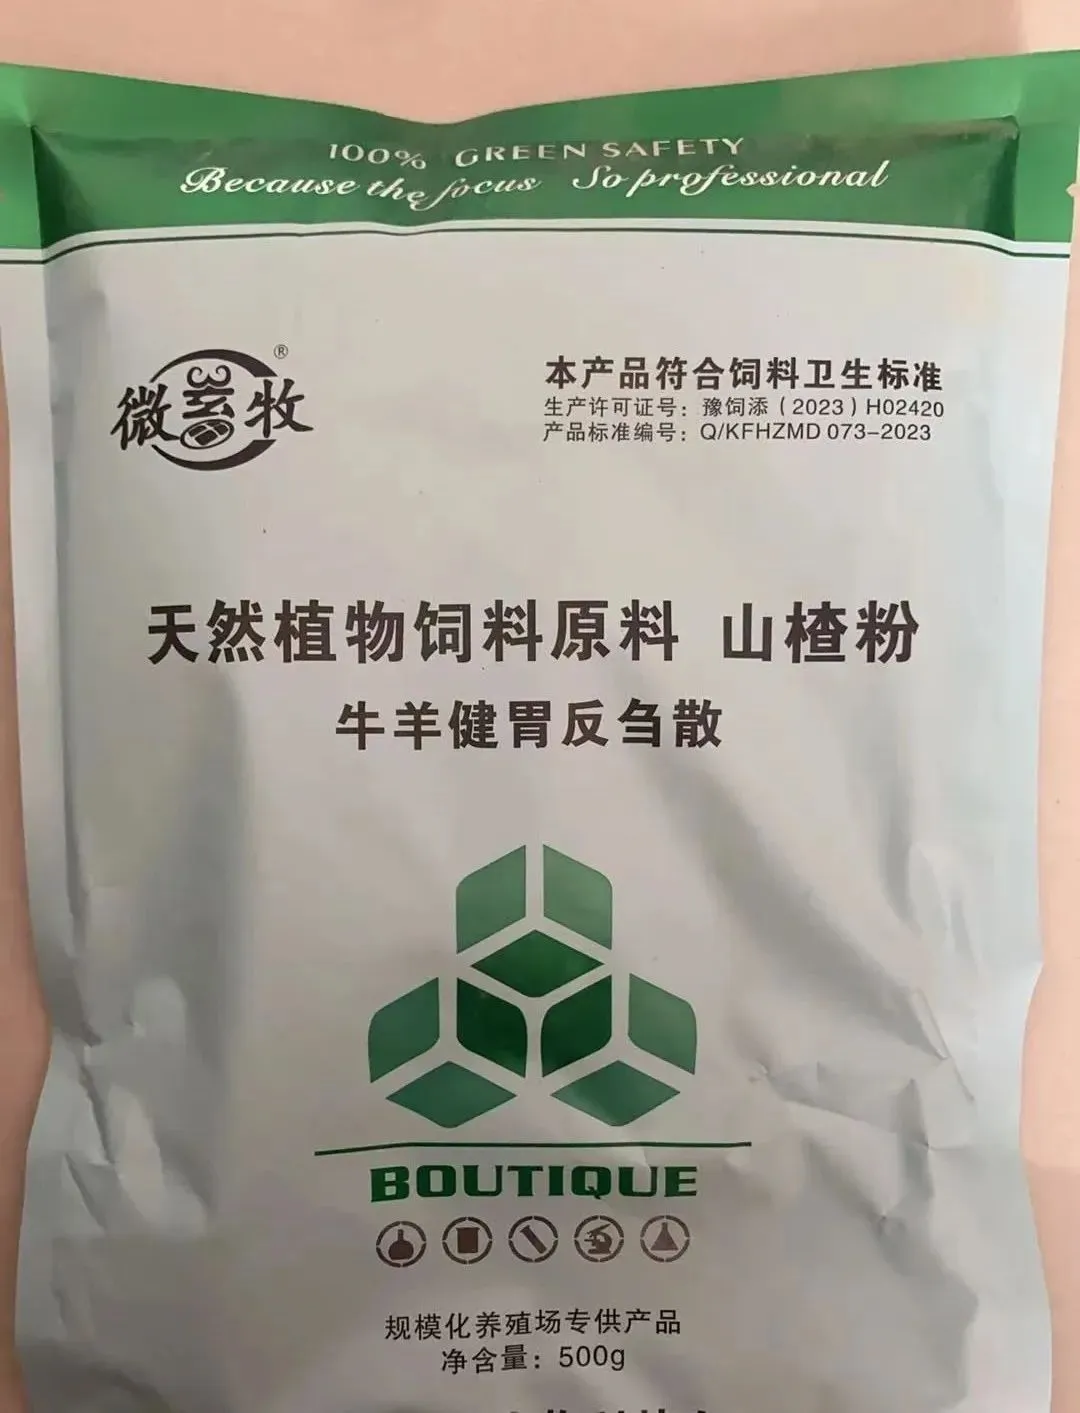 100% GREEN SAFETY
Because the focus So professional
微 牧 ®
本产品符合饲料卫生标准
生产许可证号：豫饲添（2023）H02420
产品标准编号：Q/KFHZMD 073-2023
天然植物饲料原料 山楂粉
牛羊健胃反刍散
BOUTIQUE
规模化养殖场专供产品
净含量：500g